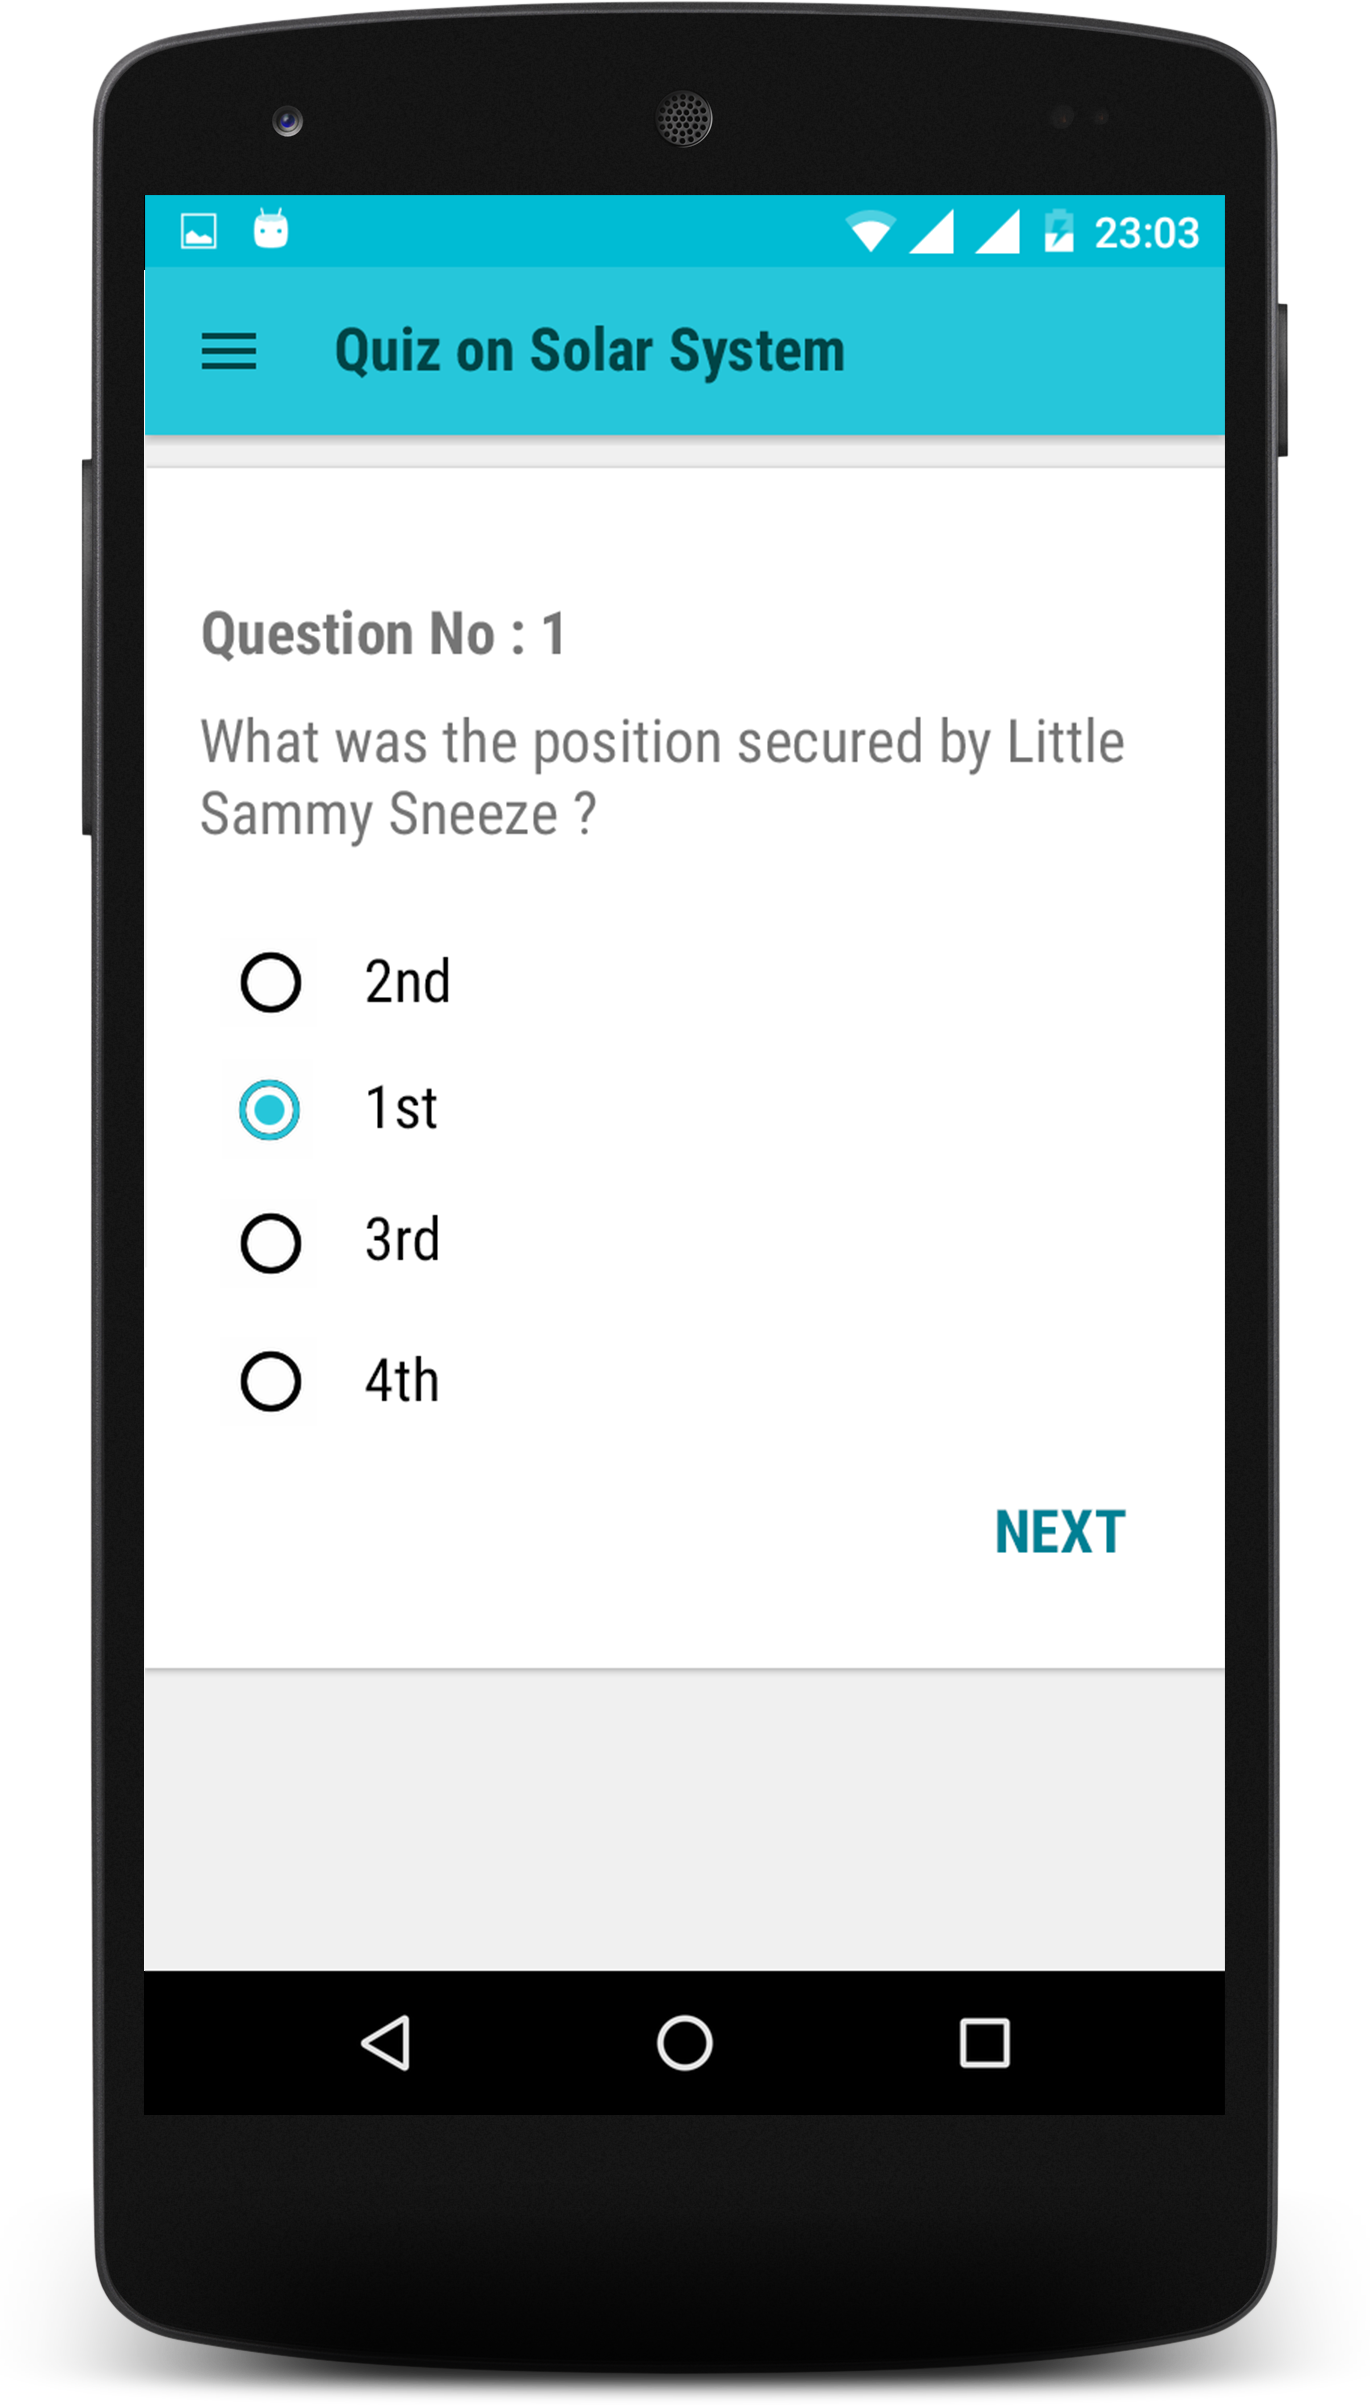 23:03
Quiz on Solar System
Question No : 1
What was the position secured by Little
Sammy Sneeze ?
2nd
1st
3rd
4th
NEXT